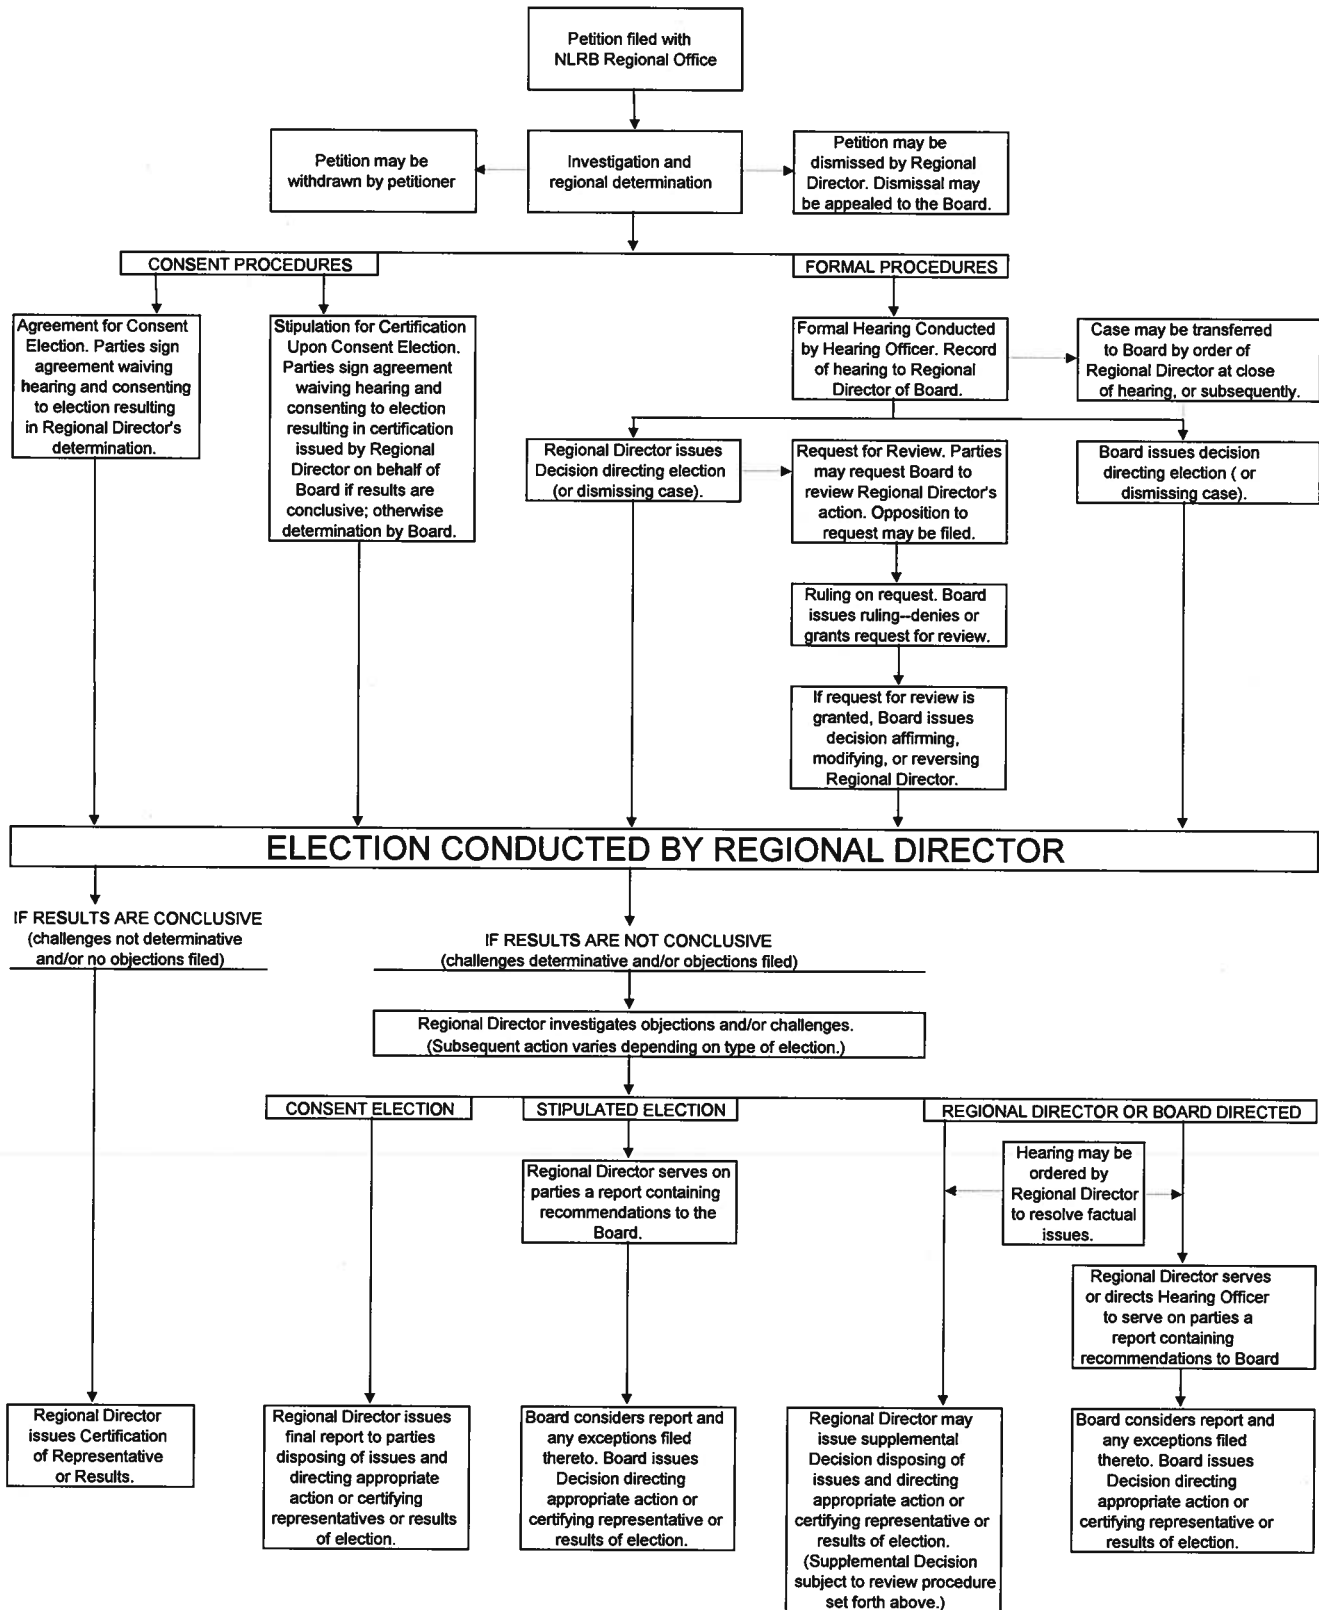 Petition filed with
NLRB Regional Office
Petition may be
withdrawn by petitioner
Investigation and
regional determination
Petition may be
dismissed by Regional
Director. Dismissal may
be appealed to the Board.
CONSENT PROCEDURES
FORMAL PROCEDURES
Agreement for Consent
Election. Parties sign
agreement waiving
hearing and consenting
to election resulting
in Regional Director's
determination.
Stipulation for Certification
Upon Consent Election.
Parties sign agreement
waiving hearing and
consenting to election
resulting in certification
issued by Regional
Director on behalf of
Board if results are
conclusive; otherwise
determination by Board.
Formal Hearing Conducted
by Hearing Officer. Record
of hearing to Regional
Director of Board.
Case may be transferred
to Board by order of
Regional Director at close
of hearing, or subsequently.
Regional Director issues
Decision directing election
(or dismissing case).
Request for Review. Parties
may request Board to
review Regional Director's
action. Opposition to
request may be filed.
Board issues decision
directing election ( or
dismissing case).
Ruling on request. Board
issues ruling--denies or
grants request for review.
If request for review is
granted, Board issues
decision affirming,
modifying, or reversing
Regional Director.
ELECTION CONDUCTED BY REGIONAL DIRECTOR
IF RESULTS ARE CONCLUSIVE
(challenges not determinative
and/or no objections filed)
IF RESULTS ARE NOT CONCLUSIVE
(challenges determinative and/or objections filed)
Regional Director investigates objections and/or challenges.
(Subsequent action varies depending on type of election.)
CONSENT ELECTION
STIPULATED ELECTION
REGIONAL DIRECTOR OR BOARD DIRECTED
Regional Director serves on
parties a report containing
recommendations to the
Board.
Hearing may be
ordered by
Regional Director
to resolve factual
issues.
Regional Director serves
or directs Hearing Officer
to serve on parties a
report containing
recommendations to Board
Regional Director
issues Certification
of Representative
or Results.
Regional Director issues
final report to parties
disposing of issues and
directing appropriate
action or certifying
representatives or results
of election.
Board considers report and
any exceptions filed
thereto. Board issues
Decision directing
appropriate action or
certifying representative or
results of election.
Regional Director may
issue supplemental
Decision disposing of
issues and directing
appropriate action or
certifying representative or
results of election.
(Supplemental Decision
subject to review procedure
set forth above.)
Board considers report and
any exceptions filed
thereto. Board issues
Decision directing
appropriate action or
certifying representative or
results of election.